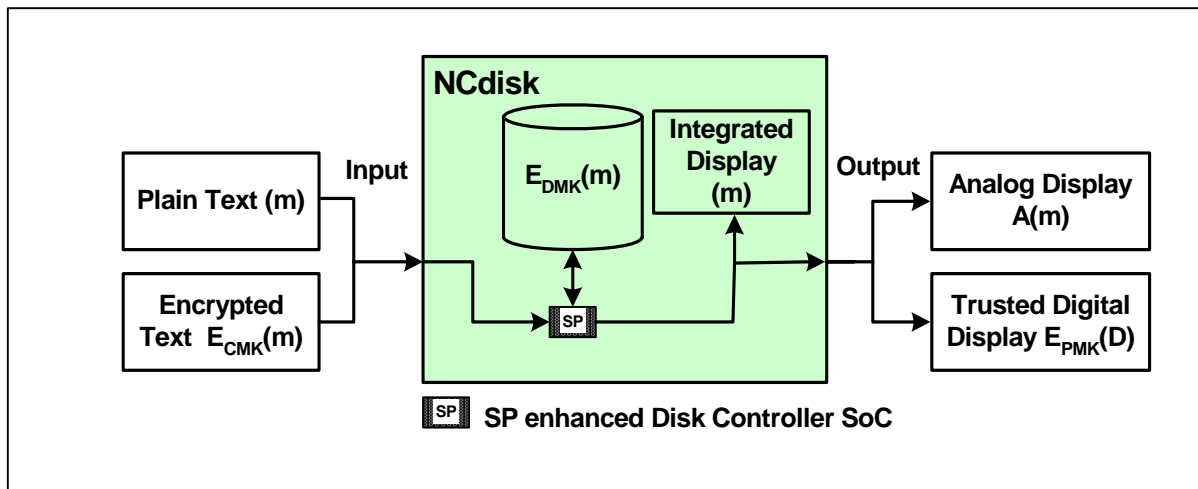 NCdisk
Plain Text (m)
Encrypted
Text E_CMK(m)
Input
E_DMK(m)
SP
Integrated
Display
(m)
Output
Analog Display
A(m)
Trusted Digital
Display E_PMK(D)
SP
SP enhanced Disk Controller SoC